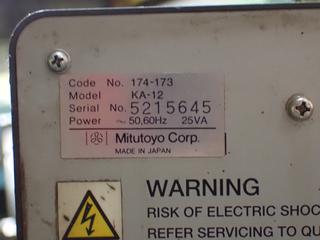 Code No. 174-173
Model KA-12
Serial No. 5215645
Power ~ 50,60Hz 25VA
Mitutoyo Corp.
MADE IN JAPAN
WARNING
RISK OF ELECTRIC SHOC
REFER SERVICING TO QU